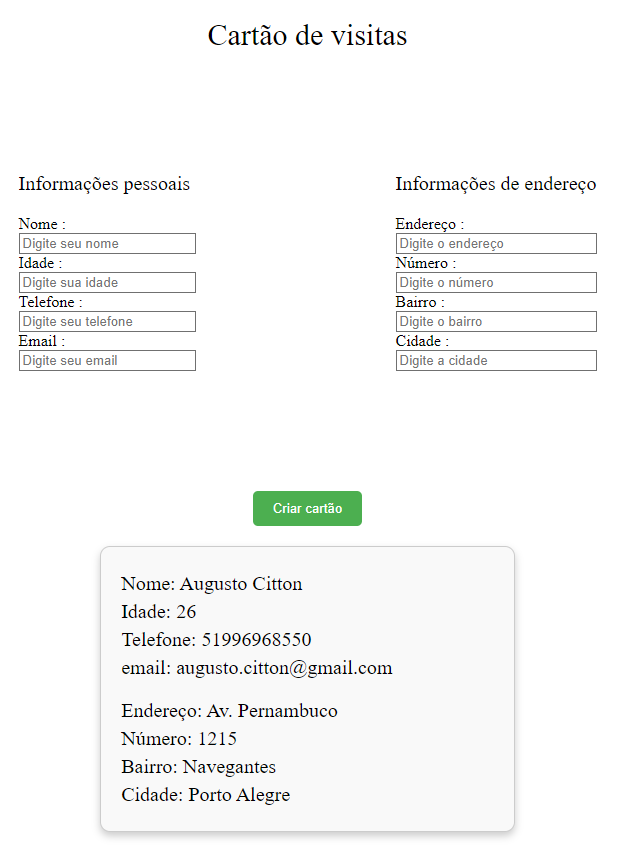 Cartão de visitas
Informações pessoais
Nome :
Digite seu nome
Idade :
Digite sua idade
Telefone :
Digite seu telefone
Email :
Digite seu email
Informações de endereço
Endereço :
Digite o endereço
Número :
Digite o número
Bairro :
Digite o bairro
Cidade :
Digite a cidade
Criar cartão
Nome: Augusto Citton
Idade: 26
Telefone: 51996968550
email: augusto.citton@gmail.com
Endereço: Av. Pernambuco
Número: 1215
Bairro: Navegantes
Cidade: Porto Alegre